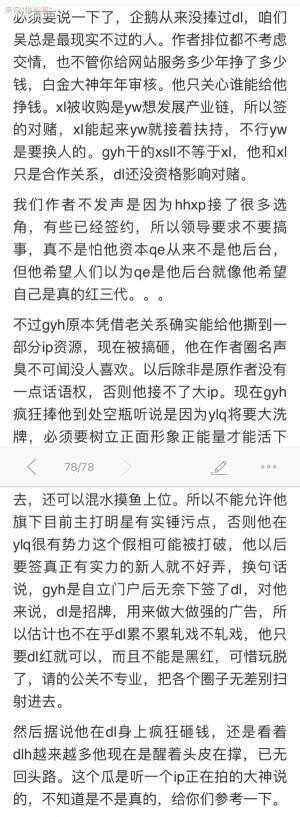 必须要说一下了，企鹅从来没捧过dl，咱们
吴总是最现实不过的人。作者排位都不考虑
交情，也不管你给网站服务多少年挣了多少
钱，白金大神年年审核。他只关心谁能给他
挣钱。xl被收购是yw想发展产业链，所以签
的对赌，xl能起来yw就接着扶持，不行yw
是要换人的。gyh干的xsll不等于xl，他和xl
只是合作关系，dl还没资格影响对赌。
我们作者不发声是因为hhxp接了很多选
角，有些已经签约，所以领导要求不要搞
事，真不是怕他资本qe从来不是他后台，
但他希望人们以为qe是他后台就像他希望
自己是真的红三代。。。
不过gyh原本凭借老关系确实能给他撕到一
部分ip资源，现在被搞砸，他在作者圈名声
臭不可闻没人喜欢。以后除非是原作者没有
一点话语权，否则他接不了大ip。现在gyh
疯狂捧他到处空瓶听说是因为ylq将要大洗
牌，必须要树立正面形象正能量才能活下
78/78
去，还可以混水摸鱼上位。所以不能允许他
旗下目前主打明星有实锤污点，否则他在
ylq很有势力这个假相可能被打破，他以后
要签真正有实力的新人就不好弄，换句话
说，gyh是自立门户后无奈下签了dl，对他
来说，dl是招牌，用来做大做强的广告，所
以估计也不在乎dl累不累轧戏不轧戏，他只
要dl红就可以，而且不能是黑红，可惜玩脱
了，请的公关不专业，把各个圈子无差别扫
射进去。
然后据说他在dl身上疯狂砸钱，还是看着
dlh越来越多他现在是醒着头皮在撑，已无
回头路。这个瓜是听一个ip正在拍的大神说
的，不知道是不是真的，给你们参考一下。